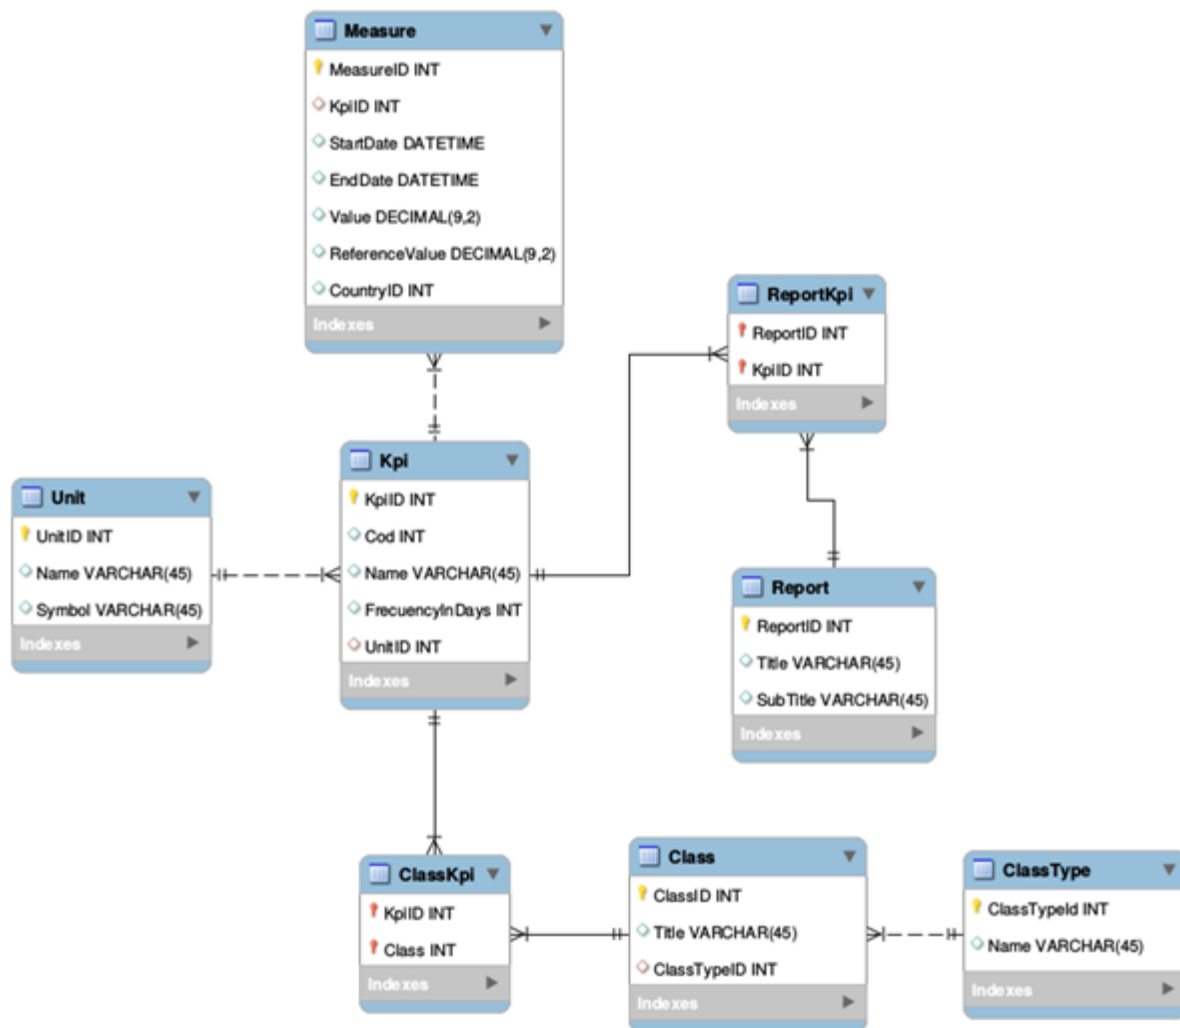 Measure
MeasureID INT
KpiID INT
StartDate DATETIME
EndDate DATETIME
Value DECIMAL(9,2)
ReferenceValue DECIMAL(9,2)
CountryID INT
Indexes
ReportKpi
ReportID INT
KpiID INT
Indexes
Kpi
KpiID INT
Cod INT
Name VARCHAR(45)
FrecuencyInDays INT
UnitID INT
Indexes
Unit
UnitID INT
Name VARCHAR(45)
Symbol VARCHAR(45)
Indexes
Report
ReportID INT
Title VARCHAR(45)
SubTitle VARCHAR(45)
Indexes
ClassKpi
KpiID INT
Class INT
Indexes
Class
ClassID INT
Title VARCHAR(45)
ClassTypeID INT
Indexes
ClassType
ClassTypeId INT
Name VARCHAR(45)
Indexes